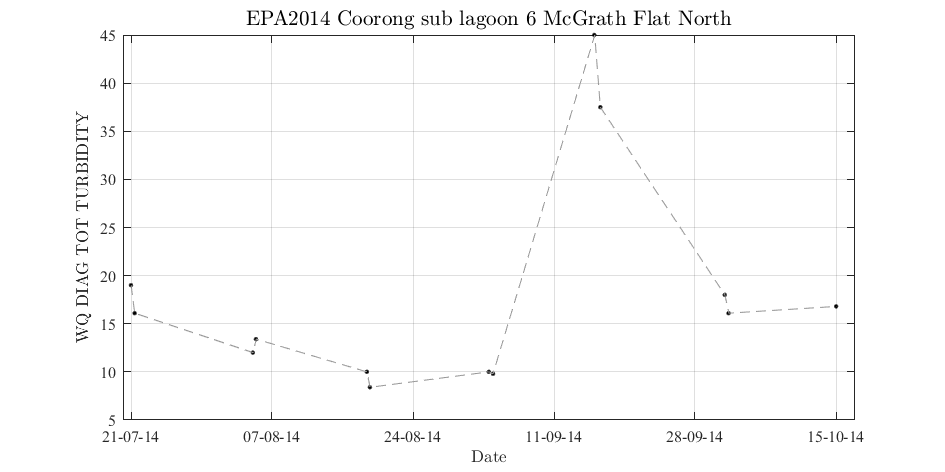 EPA2014 Coorong sub lagoon 6 McGrath Flat North
45
40
35
30
25
20
15
10
5
WQ DIAG TOT TURBIDITY
21-07-14 07-08-14 24-08-14 11-09-14 28-09-14 15-10-14
Date